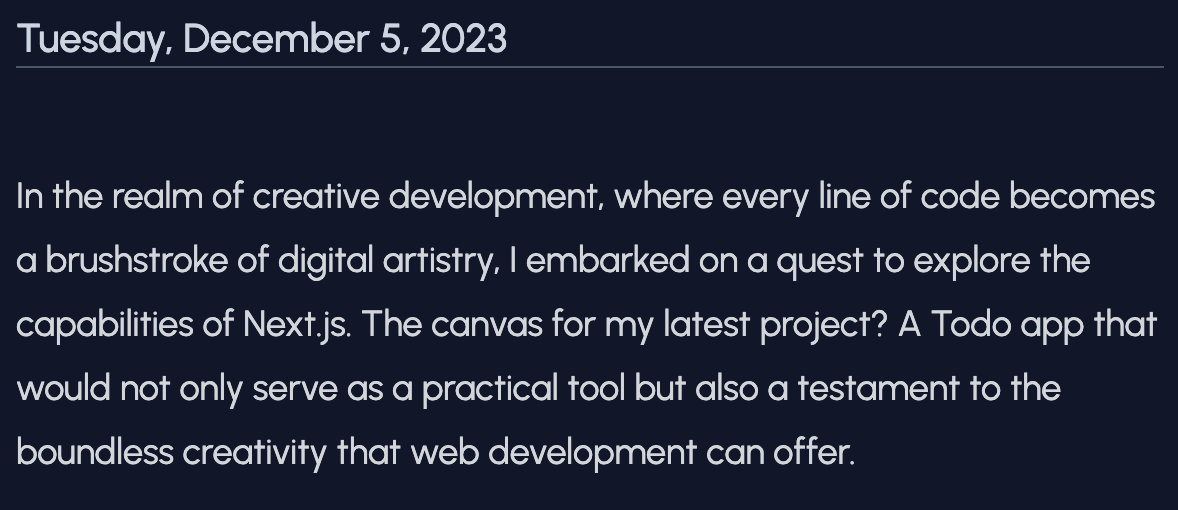 Tuesday, December 5, 2023
In the realm of creative development, where every line of code becomes
a brushstroke of digital artistry, I embarked on a quest to explore the
capabilities of Next.js. The canvas for my latest project? A Todo app that
would not only serve as a practical tool but also a testament to the
boundless creativity that web development can offer.